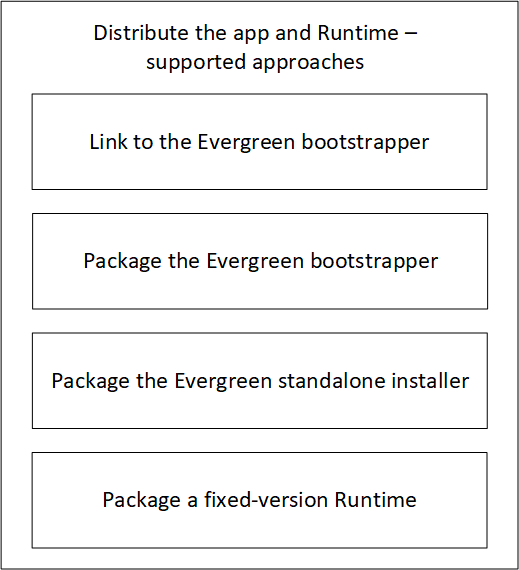 Distribute the app and Runtime –
supported approaches
Link to the Evergreen bootstrapper
Package the Evergreen bootstrapper
Package the Evergreen standalone installer
Package a fixed-version Runtime